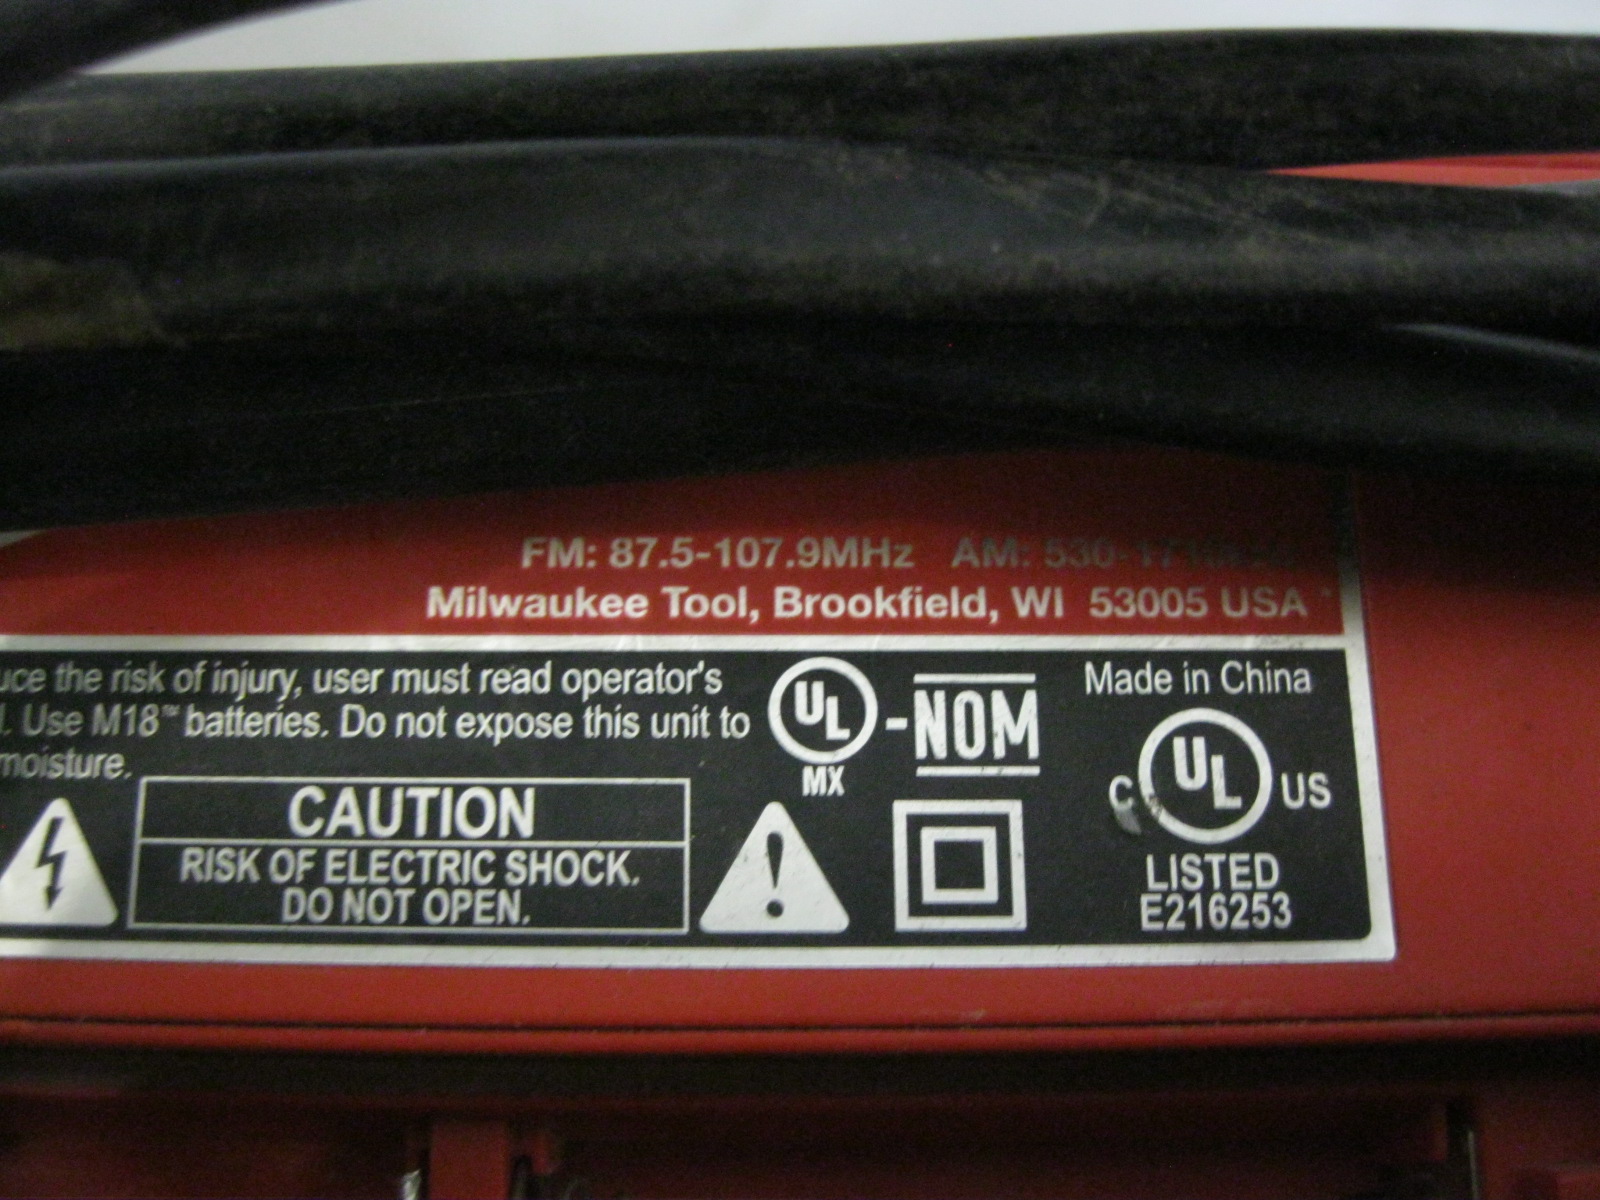 FM: 87.5-107.9MHz AM: 530-1710
Milwaukee Tool, Brookfield, WI 53005 USA
uce the risk of injury, user must read operator's
l. Use M18™ batteries. Do not expose this unit to
moisture.
UL
MX
-NOM
Made in China
C UL US
LISTED
E216253
CAUTION
RISK OF ELECTRIC SHOCK.
DO NOT OPEN.